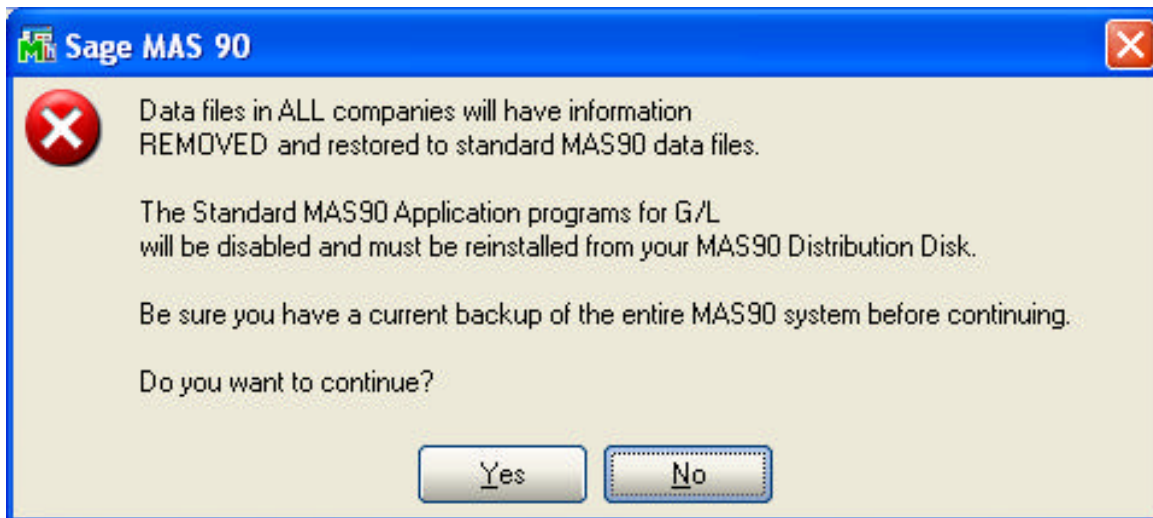 Sage MAS 90
Data files in ALL companies will have information
REMOVED and restored to standard MAS90 data files.
The Standard MAS90 Application programs for G/L
will be disabled and must be reinstalled from your MAS90 Distribution Disk.
Be sure you have a current backup of the entire MAS90 system before continuing.
Do you want to continue?
Yes
No